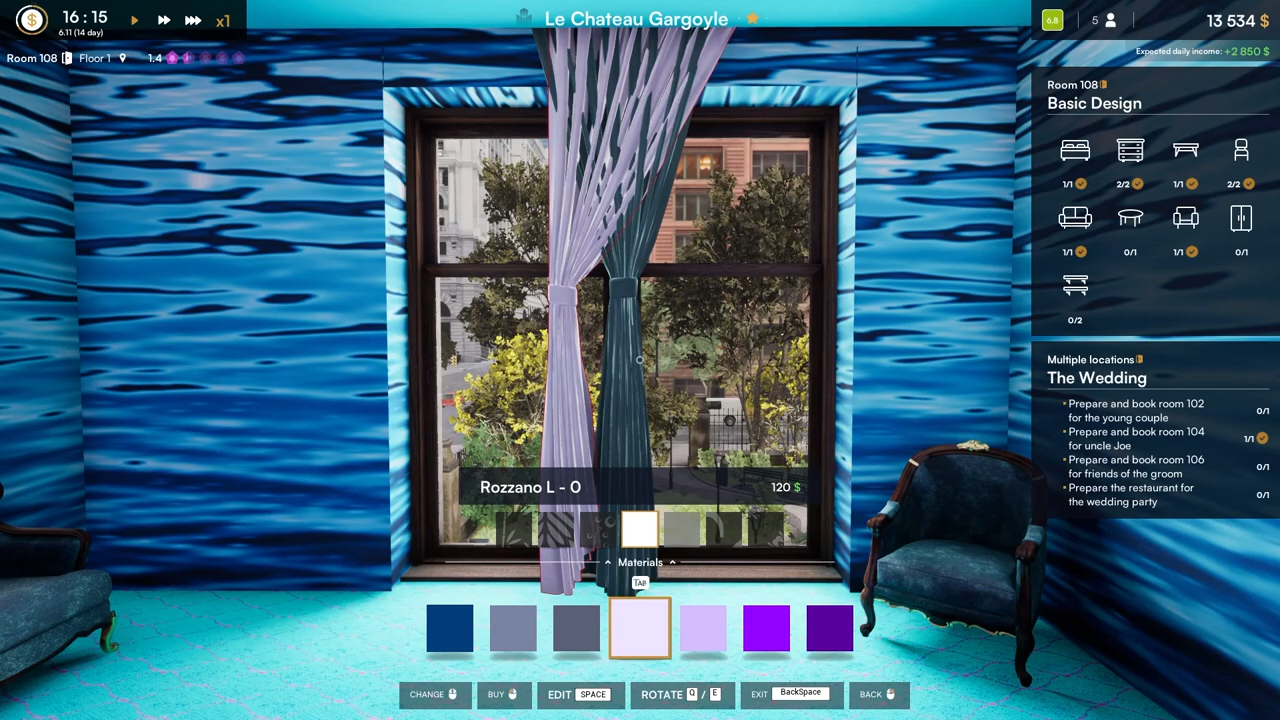 16:15
6.11 (14 day)
x1
Le Chateau Gargoyle
6.8
5
13 534 $
Expected daily income: +2 850 $
Room 108
Floor 1
1.4
Room 108
Basic Design
1/1
2/2
1/1
2/2
1/1
0/1
1/1
0/1
0/2
Multiple locations
The Wedding
Prepare and book room 102
for the young couple
0/1
Prepare and book room 104
for uncle Joe
1/1
Prepare and book room 106
for friends of the groom
0/1
Prepare the restaurant for
the wedding party
0/1
Rozzano L - 0
120 $
Materials
TAB
CHANGE
BUY
EDIT SPACE
ROTATE Q / E
EXIT BackSpace
BACK